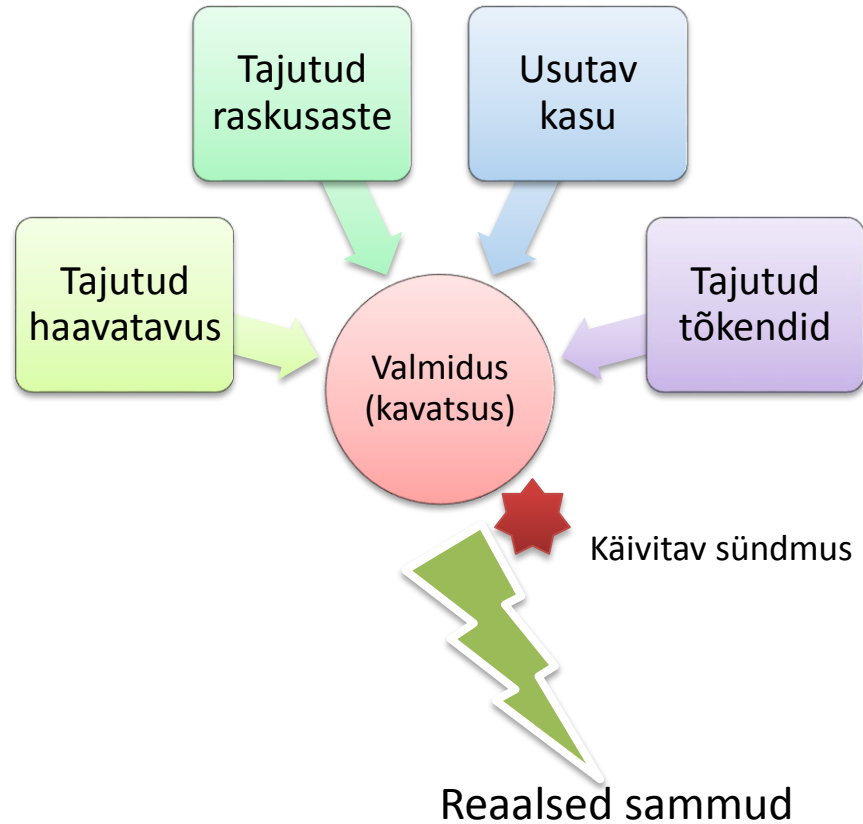 Tajutud
raskusaste
Usutav
kasu
Tajutud
haavatavus
Tajutud
tõkendid
Valmidus
(kavatsus)
Käivitav sündmus
Reaalsed sammud